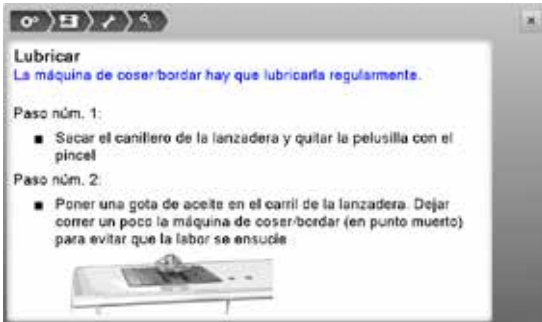 Lubricar
La máquina de coser/bordar hay que lubricarla regularmente.
Paso núm. 1:
■ Sacar el canillero de la lanzadera y quitar la pelusilla con el
pincel
Paso núm. 2:
■ Poner una gota de aceite en el carril de la lanzadera. Dejar
correr un poco la máquina de coser/bordar (en punto muerto)
para evitar que la labor se ensucie